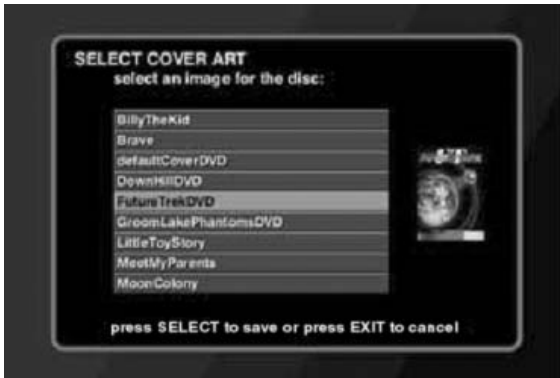 SELECT COVER ART
select an image for the disc:
BillyTheKid
Brave
defaultCoverDVD
DownHillDVD
FutureTrekDVD
GroomLakePhantomsDVD
LittleToyStory
MeetMyParents
MoonColony
press SELECT to save or press EXIT to cancel